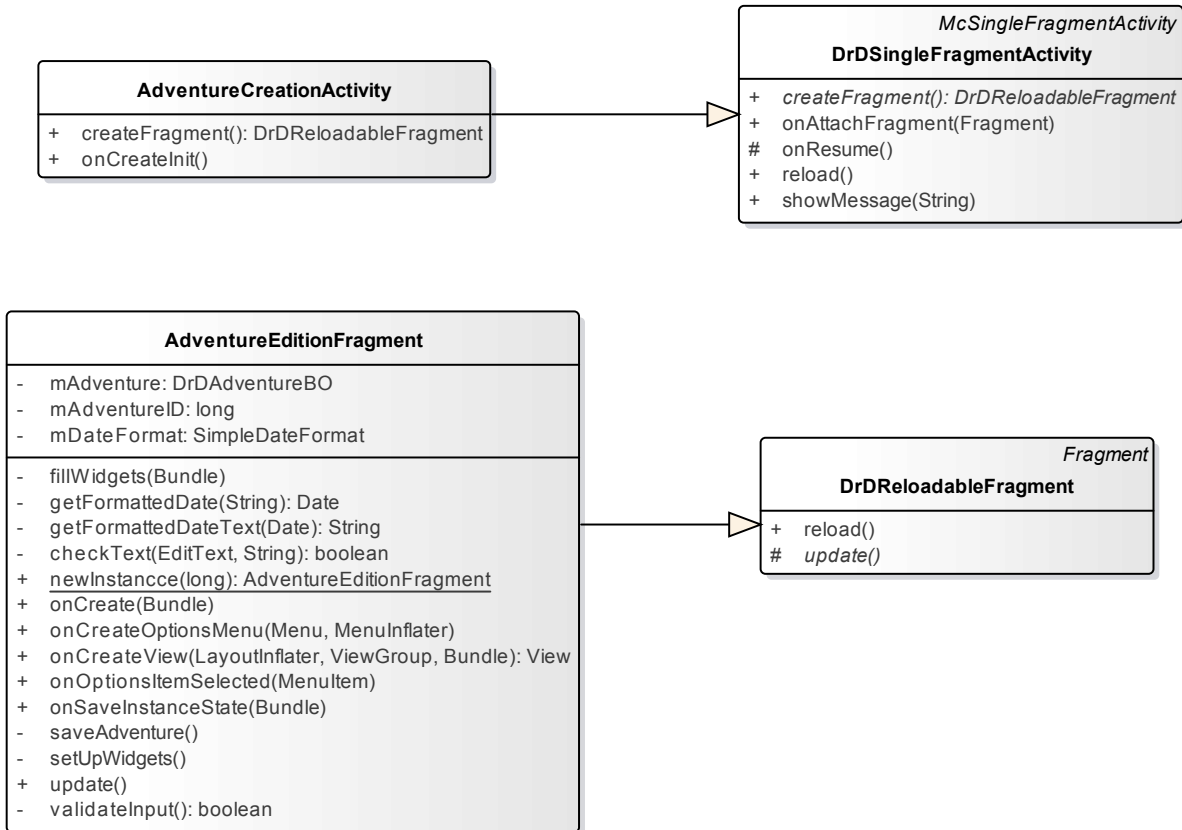 McSingleFragmentActivity
DrDSingleFragmentActivity
+ createFragment(): DrDReloadableFragment
+ onAttachFragment(Fragment)
# onResume()
+ reload()
+ showMessage(String)
AdventureCreationActivity
+ createFragment(): DrDReloadableFragment
+ onCreateInit()
AdventureEditionFragment
- mAdventure: DrDAdventureBO
- mAdventureID: long
- mDateFormat: SimpleDateFormat
- fillWidgets(Bundle)
- getFormattedDate(String): Date
- getFormattedDateText(Date): String
- checkText(EditText, String): boolean
+ newInstancce(long): AdventureEditionFragment
+ onCreate(Bundle)
+ onCreateOptionsMenu(Menu, MenuInflater)
+ onCreateView(LayoutInflater, ViewGroup, Bundle): View
+ onOptionsItemSelected(MenuItem)
+ onSaveInstanceState(Bundle)
- saveAdventure()
- setUpWidgets()
+ update()
- validateInput(): boolean
Fragment
DrDReloadableFragment
+ reload()
# update()